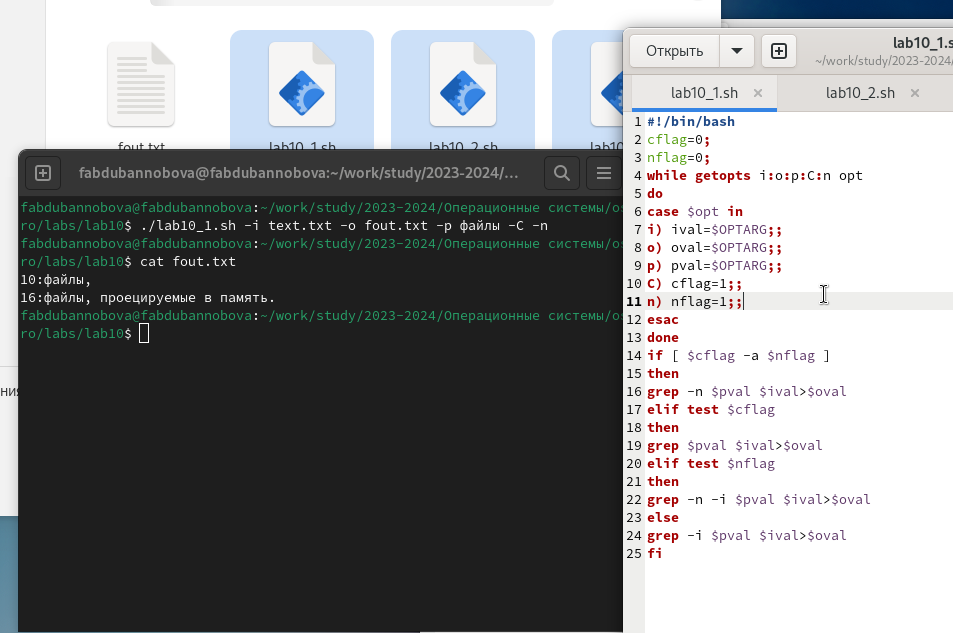 fout.txt
lab10_1.sh
lab10_2.sh
fabdubannobova@fabdubannobova:~/work/study/2023-2024/...
fabdubannobova@fabdubannobova:~/work/study/2023-2024/Операционные системы/os
ro/labs/lab10$ ./lab10_1.sh -i text.txt -o fout.txt -p файлы -C -n
fabdubannobova@fabdubannobova:~/work/study/2023-2024/Операционные системы/os
ro/labs/lab10$ cat fout.txt
10:файлы,
16:файлы, проецируемые в память.
fabdubannobova@fabdubannobova:~/work/study/2023-2024/Операционные системы/os
ro/labs/lab10$
Открыть
lab10_1.s
~/work/study/2023-2024/
lab10_1.sh
lab10_2.sh
1 #!/bin/bash
2 cflag=0;
3 nflag=0;
4 while getopts i:o:p:C:n opt
5 do
6 case $opt in
7 i) ival=$OPTARG;;
8 o) oval=$OPTARG;;
9 p) pval=$OPTARG;;
10 C) cflag=1;;
11 n) nflag=1;;
12 esac
13 done
14 if [ $cflag -a $nflag ]
15 then
16 grep -n $pval $ival>$oval
17 elif test $cflag
18 then
19 grep $pval $ival>$oval
20 elif test $nflag
21 then
22 grep -n -i $pval $ival>$oval
23 else
24 grep -i $pval $ival>$oval
25 fi